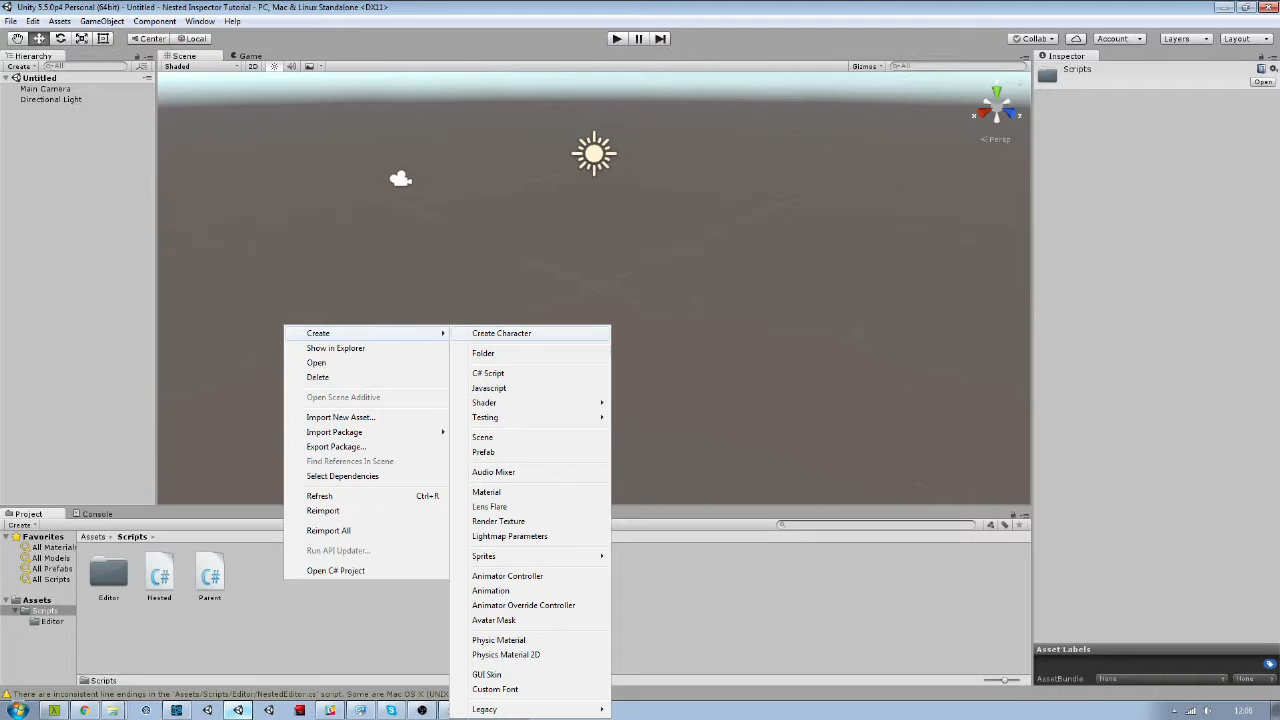 Unity 5.5.0p4 Personal (64bit) - Untitled - Nested Inspector Tutorial - PC, Mac & Linux Standalone <DX11>
File Edit Assets GameObject Component Window Help
Center Local Collab Account Layers Layout
Hierarchy Scene Game Inspector
Create All Shaded 2D Gizmos All Scripts
Open
Untitled
Main Camera
Directional Light
x z
Persp
Create
Show in Explorer
Open
Delete
Open Scene Additive
Import New Asset...
Import Package
Export Package...
Find References In Scene
Select Dependencies
Refresh Ctrl+R
Reimport
Reimport All
Run API Updater...
Open C# Project
Create Character
Folder
C# Script
Javascript
Shader
Testing
Scene
Prefab
Audio Mixer
Material
Lens Flare
Render Texture
Lightmap Parameters
Sprites
Animator Controller
Animation
Animator Override Controller
Avatar Mask
Physic Material
Physics Material 2D
GUI Skin
Custom Font
Legacy
Project Console
Create
Favorites
All Material
All Models
All Prefabs
All Scripts
Assets
Scripts
Editor
Assets Scripts
C# C#
Editor Nested Parent
Scripts
Asset Labels
AssetBundle None None
There are inconsistent line endings in the 'Assets/Scripts/Editor/NestedEditor.cs' script. Some are Mac OS X (UNIX
12:06